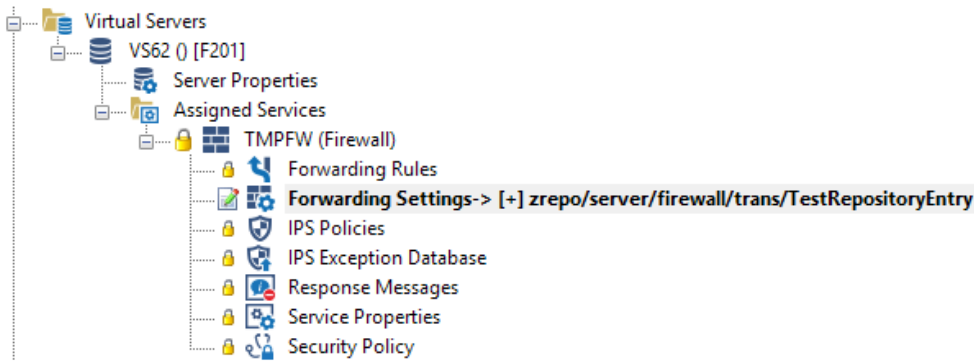 Virtual Servers
VS62 () [F201]
Server Properties
Assigned Services
TMPFW (Firewall)
Forwarding Rules
Forwarding Settings-> [+] zrepo/server/firewall/trans/TestRepositoryEntry
IPS Policies
IPS Exception Database
Response Messages
Service Properties
Security Policy